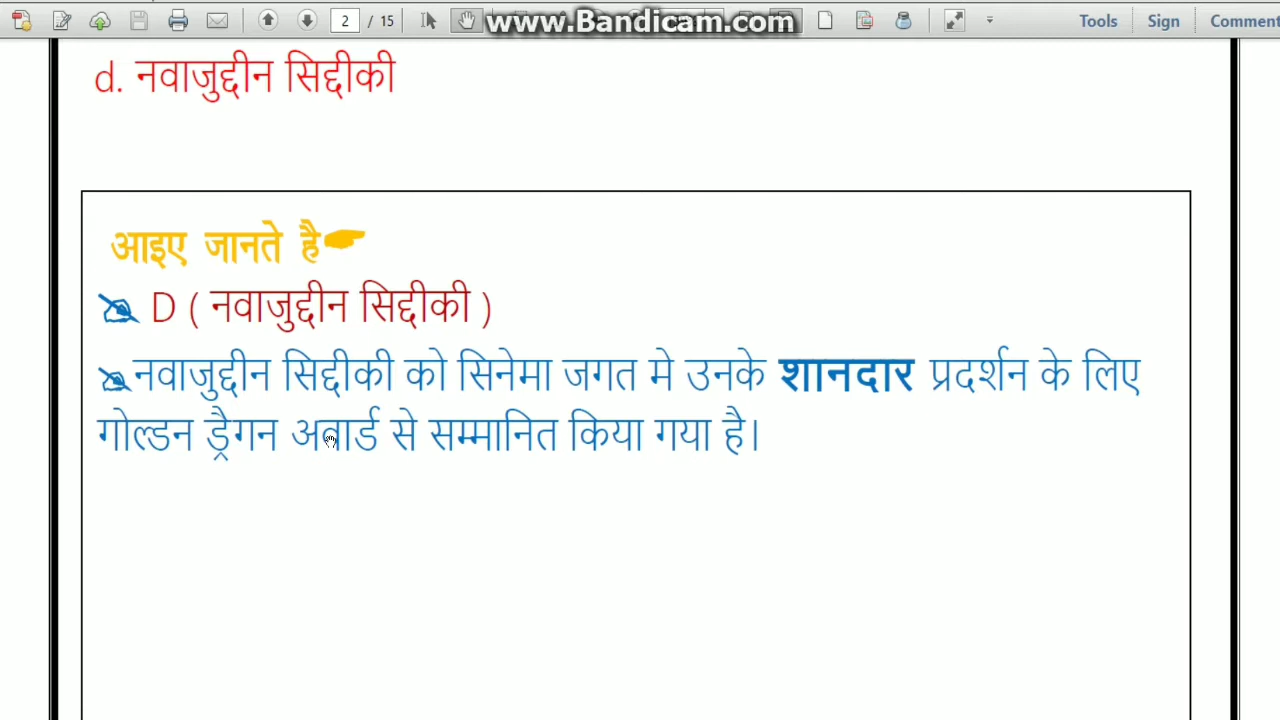 2 / 15 www.Bandicam.com Tools Sign Comment
d. नवाजुद्दीन सिद्दीकी
आइए जानते है
D ( नवाजुद्दीन सिद्दीकी )
नवाजुद्दीन सिद्दीकी को सिनेमा जगत मे उनके शानदार प्रदर्शन के लिए
गोल्डन ड्रैगन अवार्ड से सम्मानित किया गया है।